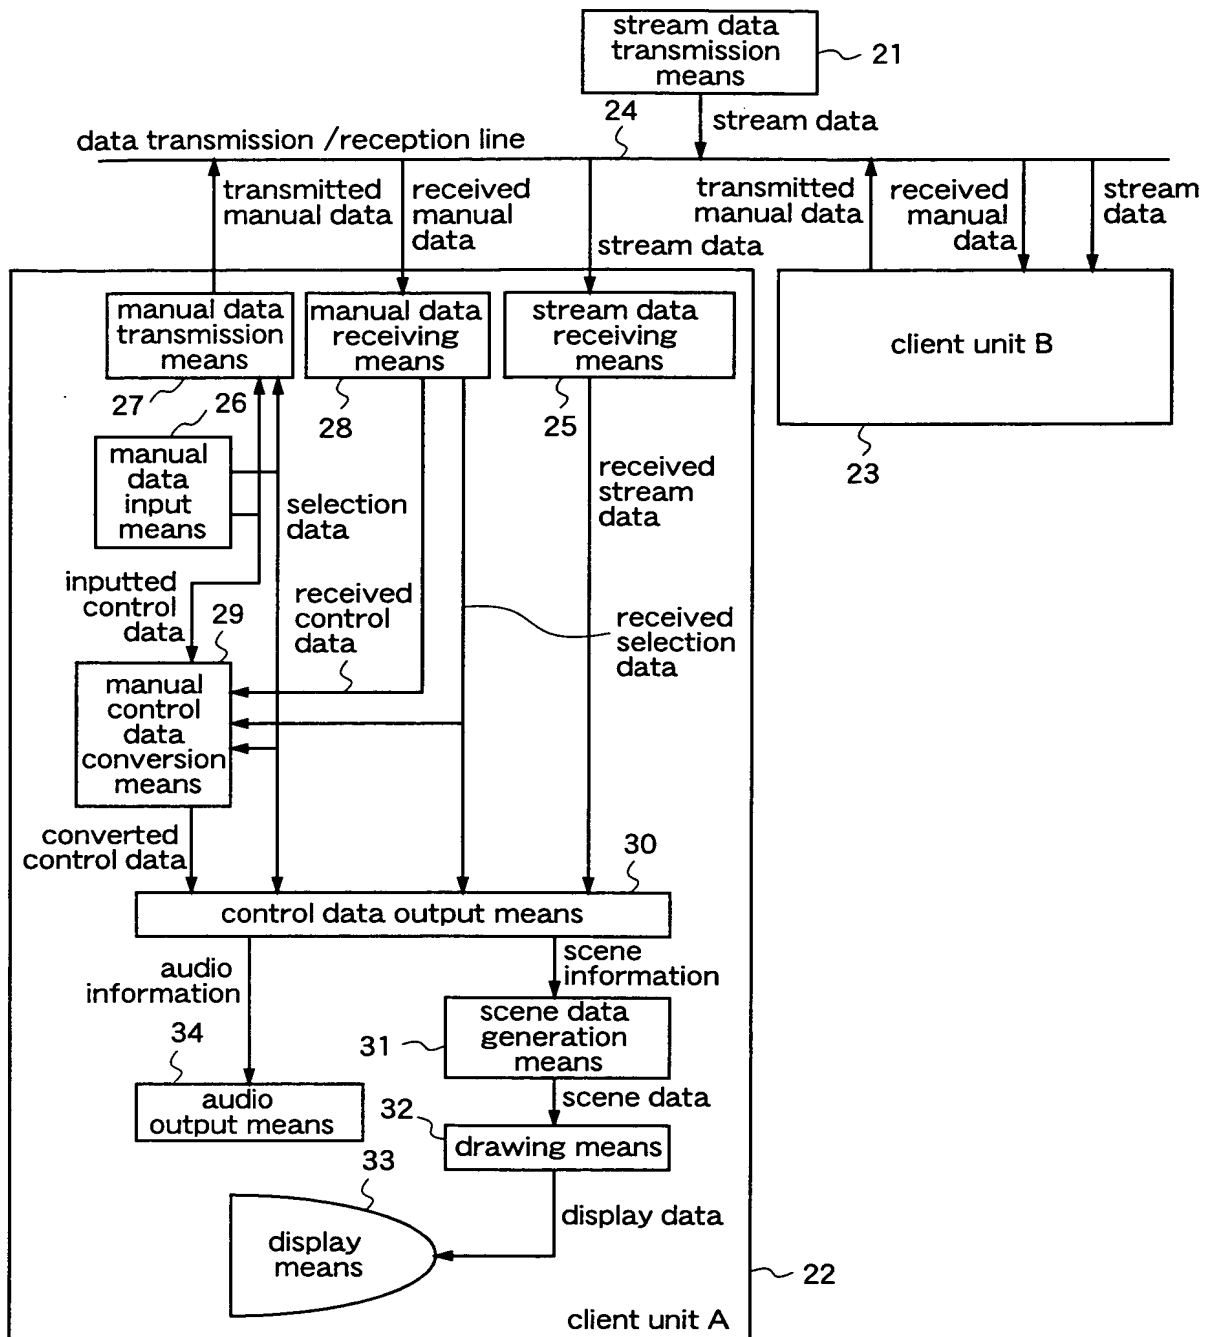 stream data
transmission
means
21
24
stream data
data transmission /reception line
transmitted
manual data
received
manual
data
stream data
transmitted
manual data
received
manual
data
stream
data
manual data
transmission
means
manual data
receiving
means
stream data
receiving
means
client unit B
27
26
28
25
23
manual
data
input
means
selection
data
received
stream
data
inputted
control
data
29
received
control
data
received
selection
data
manual
control
data
conversion
means
converted
control data
30
control data output means
audio
information
scene
information
34
31
scene data
generation
means
audio
output means
scene data
32
drawing means
33
display data
display
means
22
client unit A